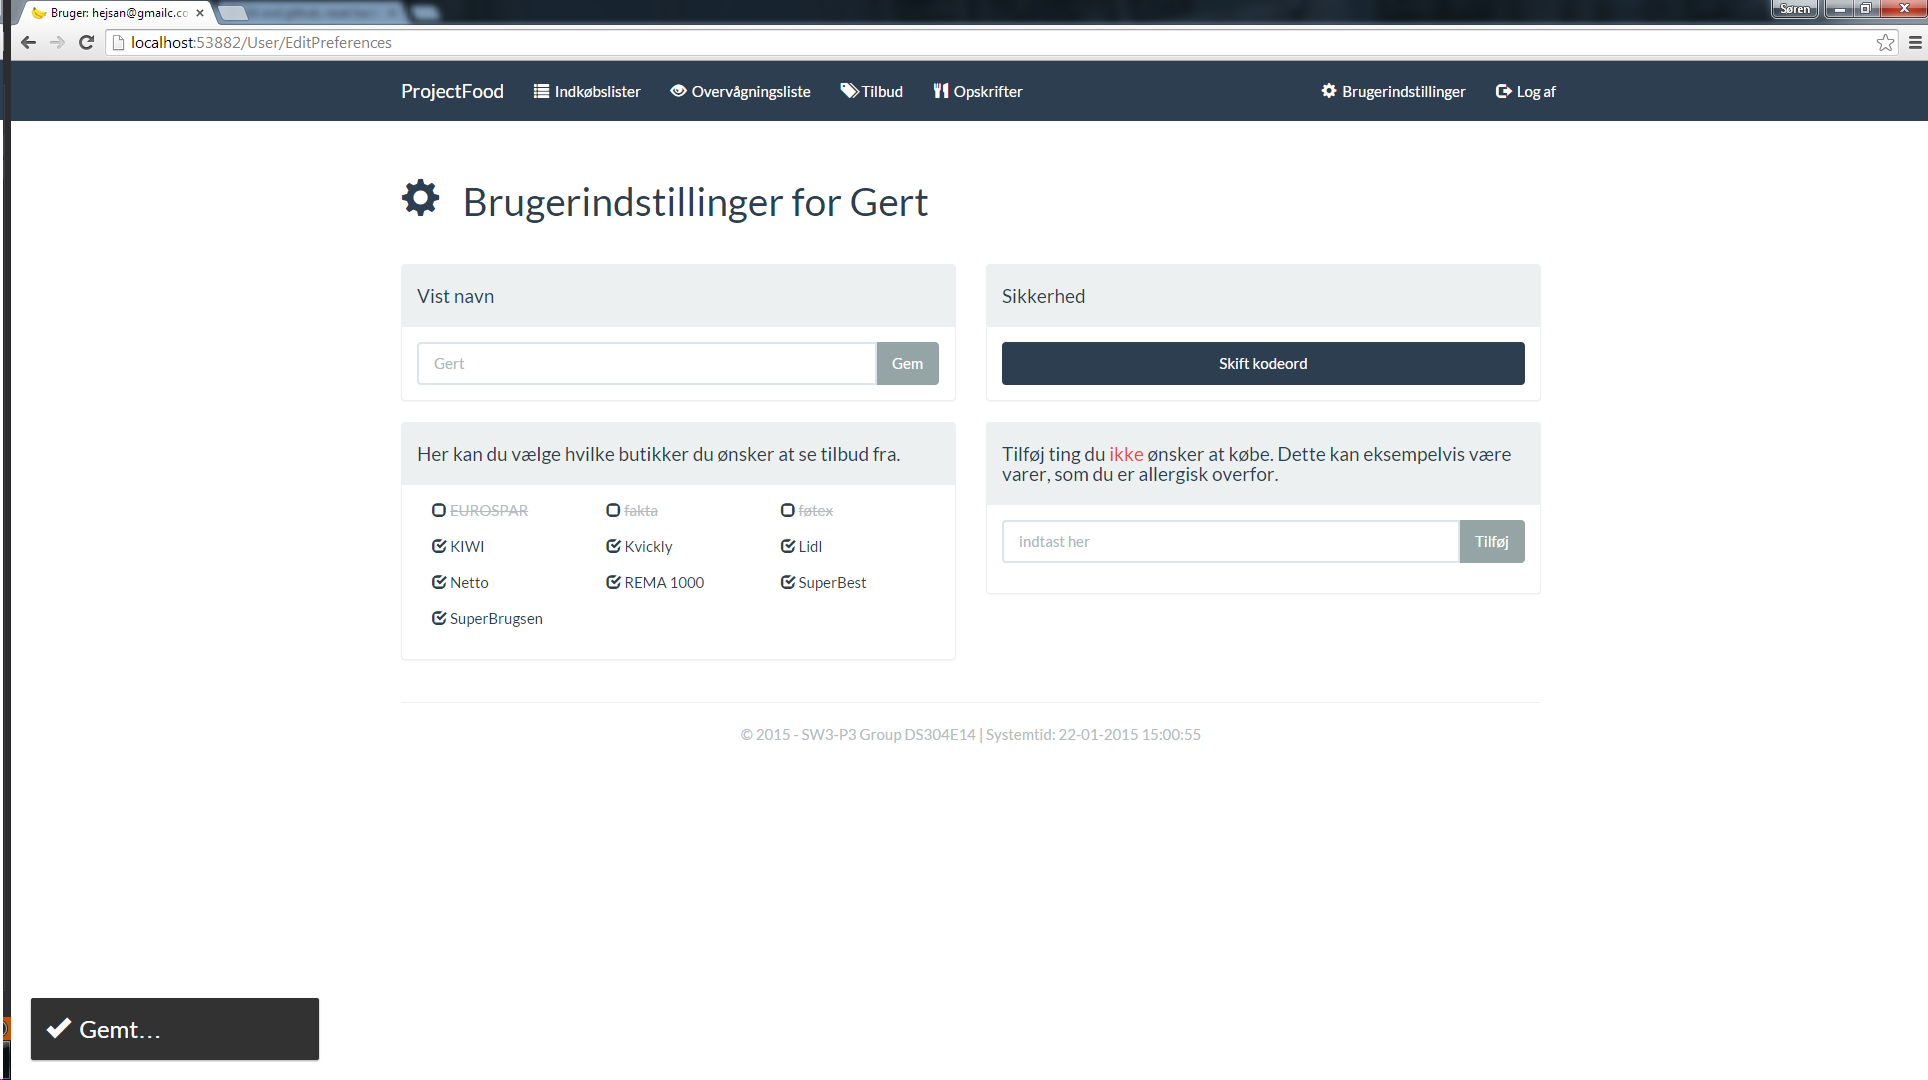 Bruger: hejsan@gmailc.co
Søren
localhost:53882/User/EditPreferences
ProjectFood Indkøbslister Overvågningsliste Tilbud Opskrifter Brugerindstillinger Log af
Brugerindstillinger for Gert
Vist navn
Gert Gem
Sikkerhed
Skift kodeord
Her kan du vælge hvilke butikker du ønsker at se tilbud fra.
EUROSPAR fakta føtex
KIWI Kvickly Lidl
Netto REMA 1000 SuperBest
SuperBrugsen
Tilføj ting du ikke ønsker at købe. Dette kan eksempelvis være
varer, som du er allergisk overfor.
indtast her Tilføj
© 2015 - SW3-P3 Group DS304E14 | Systemtid: 22-01-2015 15:00:55
Gemt...